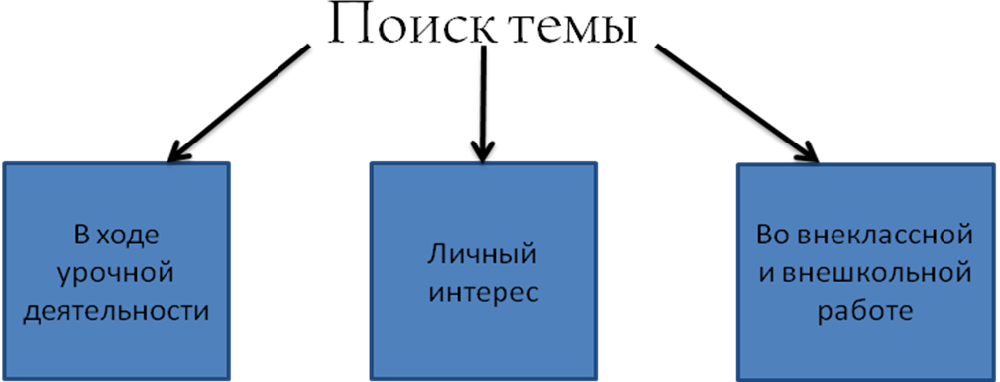 Поиск темы
В ходе
урочной
деятельности
Личный
интерес
Во внеклассной
и внешкольной
работе